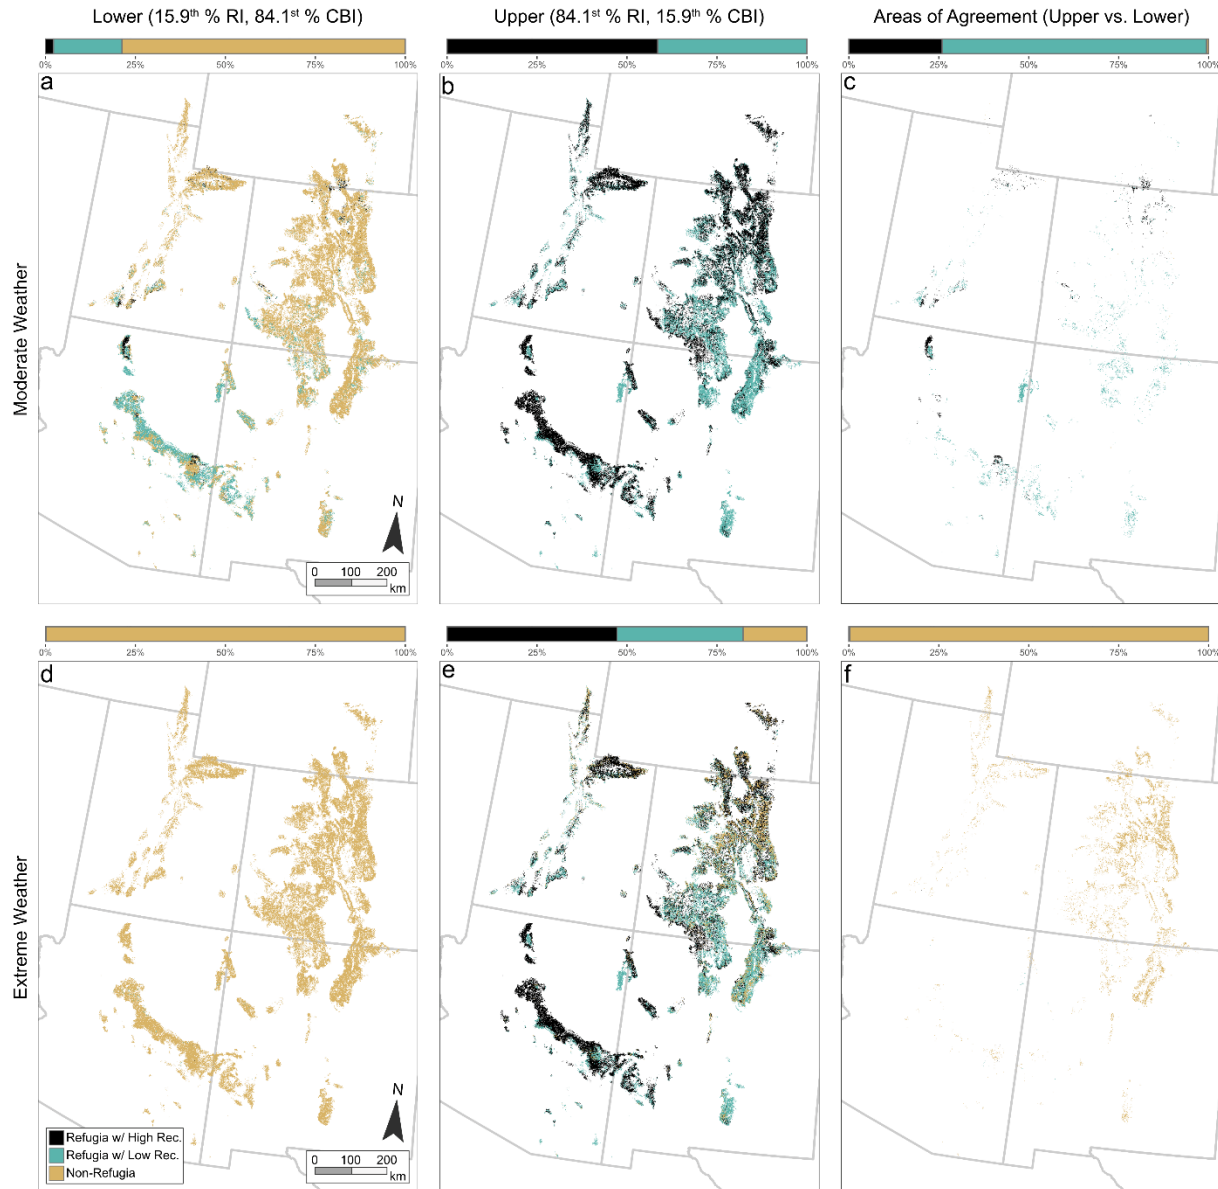 Lower (15.9th % RI, 84.1st % CBI)
Upper (84.1st % RI, 15.9th % CBI)
Areas of Agreement (Upper vs. Lower)
0% 25% 50% 75% 100%
0% 25% 50% 75% 100%
0% 25% 50% 75% 100%
a
b
c
Moderate Weather
N
0 100 200
km
0% 25% 50% 75% 100%
0% 25% 50% 75% 100%
0% 25% 50% 75% 100%
d
e
f
Extreme Weather
N
Refugia w/ High Rec.
Refugia w/ Low Rec.
Non-Refugia
0 100 200
km